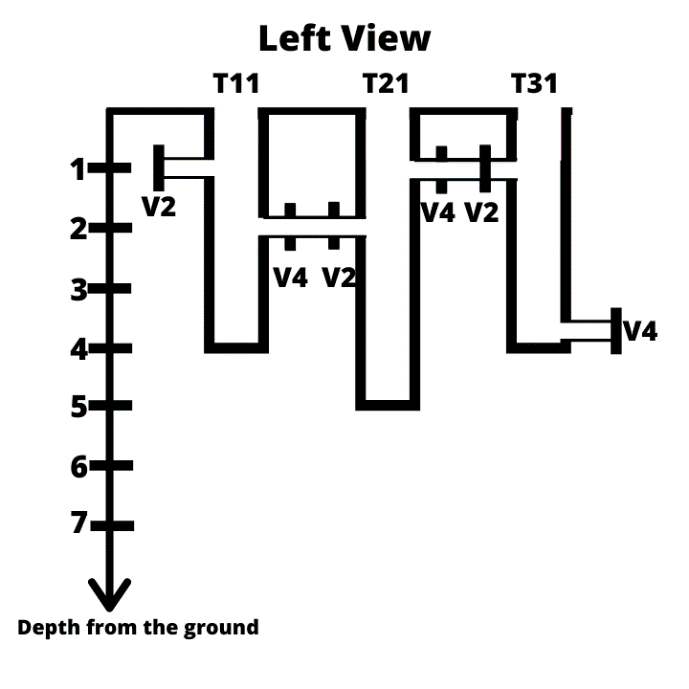 Left View
T11 T21 T31
1
V2
2
V4 V2
V4 V2
3
V4
4
5
6
7
Depth from the ground